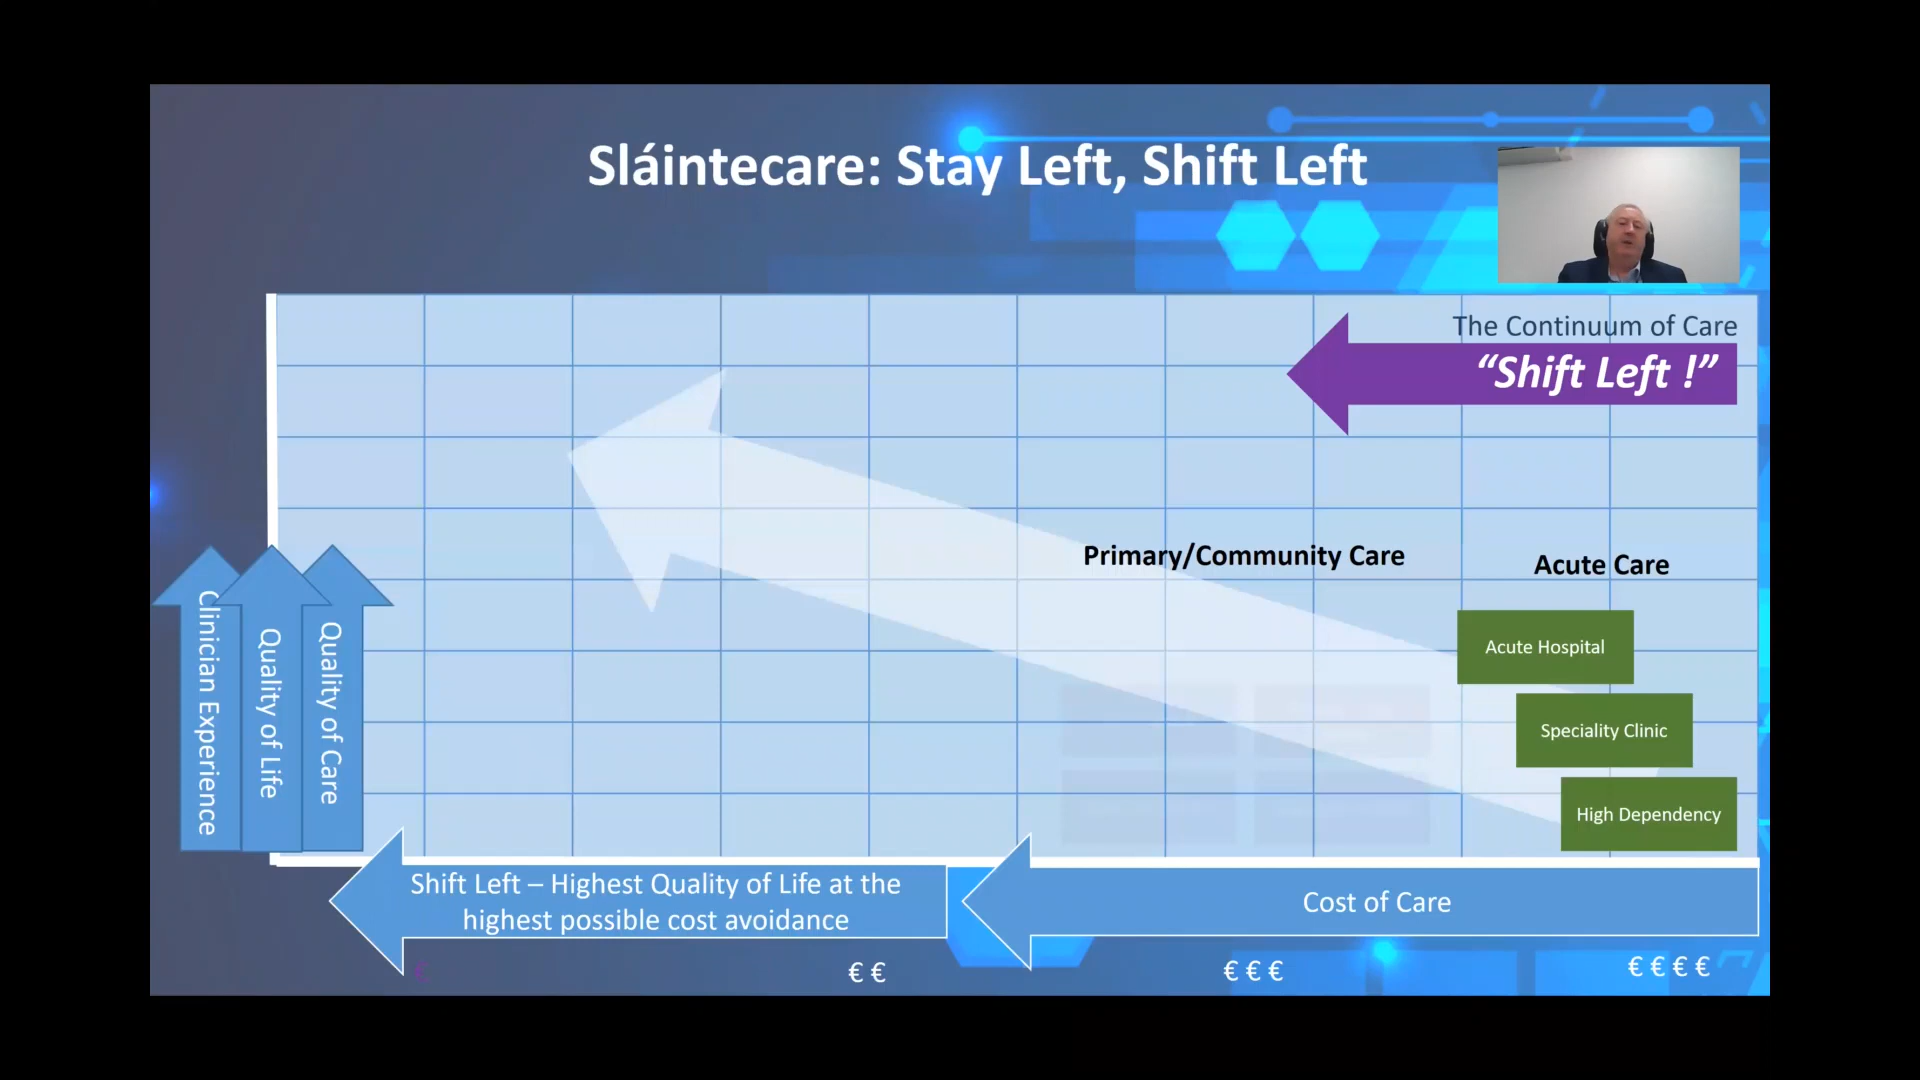 Sláintecare: Stay Left, Shift Left
The Continuum of Care
“Shift Left !”
Primary/Community Care
Acute Care
Acute Hospital
Speciality Clinic
High Dependency
Clinician Experience
Quality of Life
Quality of Care
Shift Left – Highest Quality of Life at the
highest possible cost avoidance
Cost of Care
€
€ €
€ € €
€ € € €